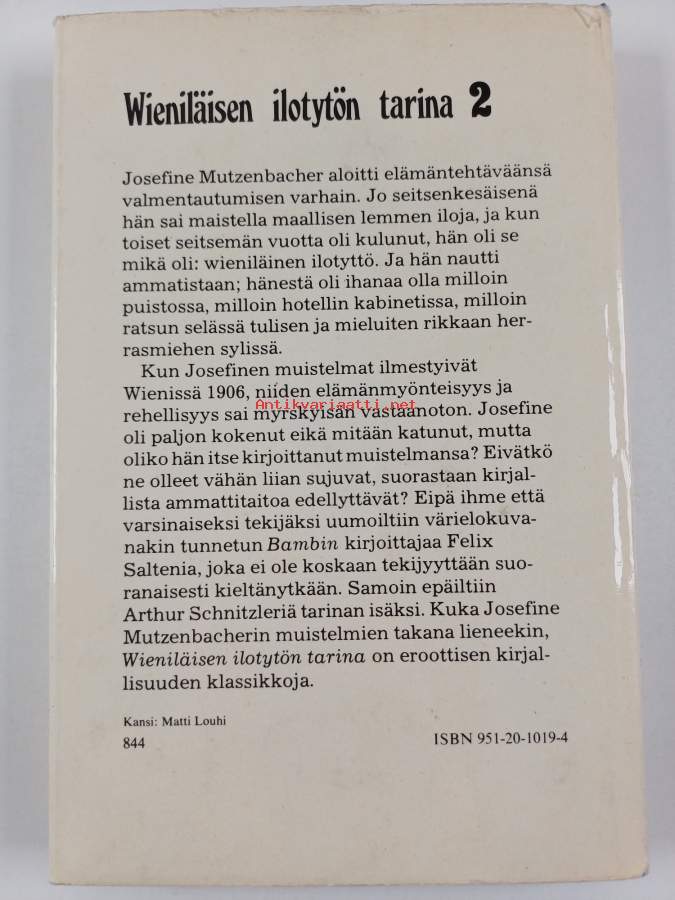 Wieniläisen ilotytön tarina 2
Josefine Mutzenbacher aloitti elämäntehtäväänsä
valmentautumisen varhain. Jo seitsenkesäisenä
hän sai maistella maallisen lemmen iloja, ja kun
toiset seitsemän vuotta oli kulunut, hän oli se
mikä oli: wieniläinen ilotyttö. Ja hän nautti
ammatistaan; hänestä oli ihanaa olla milloin
puistossa, milloin hotellin kabinetissa, milloin
ratsun selässä tulisen ja mieluiten rikkaan her-
rasmiehen sylissä.
Kun Josefinen muistelmat ilmestyivät
Wienissä 1906, niiden elämänmyönteisyys ja
Antikvariaatti.net
rehellisyys sai myrskyisän vastaanoton. Josefine
oli paljon kokenut eikä mitään katunut, mutta
oliko hän itse kirjoittanut muistelmansa? Eivätkö
ne olleet vähän liian sujuvat, suorastaan kirjal-
lista ammattitaitoa edellyttävät? Eipä ihme että
varsinaiseksi tekijäksi uumoiltiin värielokuva-
nakin tunnetun Bambin kirjoittajaa Felix
Saltenia, joka ei ole koskaan tekijyyttään suo-
ranaisesti kieltänytkään. Samoin epäiltiin
Arthur Schnitzleriä tarinan isäksi. Kuka Josefine
Mutzenbacherin muistelmien takana lieneekin,
Wieniläisen ilotytön tarina on eroottisen kirjal-
lisuuden klassikkoja.
Kansi: Matti Louhi
844
ISBN 951-20-1019-4